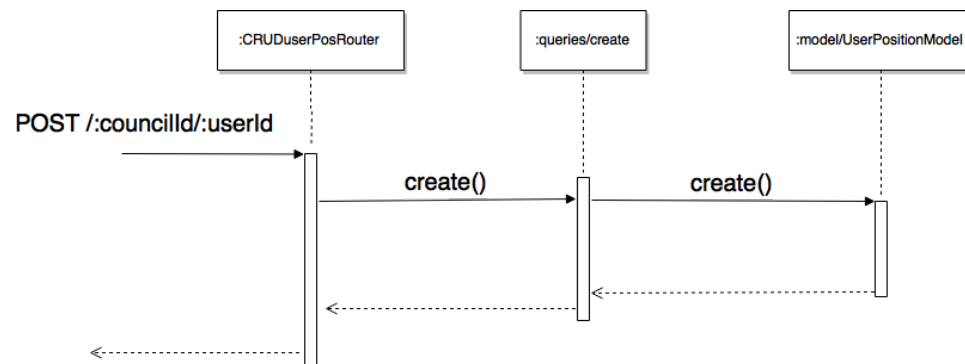 :CRUDuserPosRouter
:queries/create
:model/UserPositionModel
POST /:councilId/:userId
create()
create()